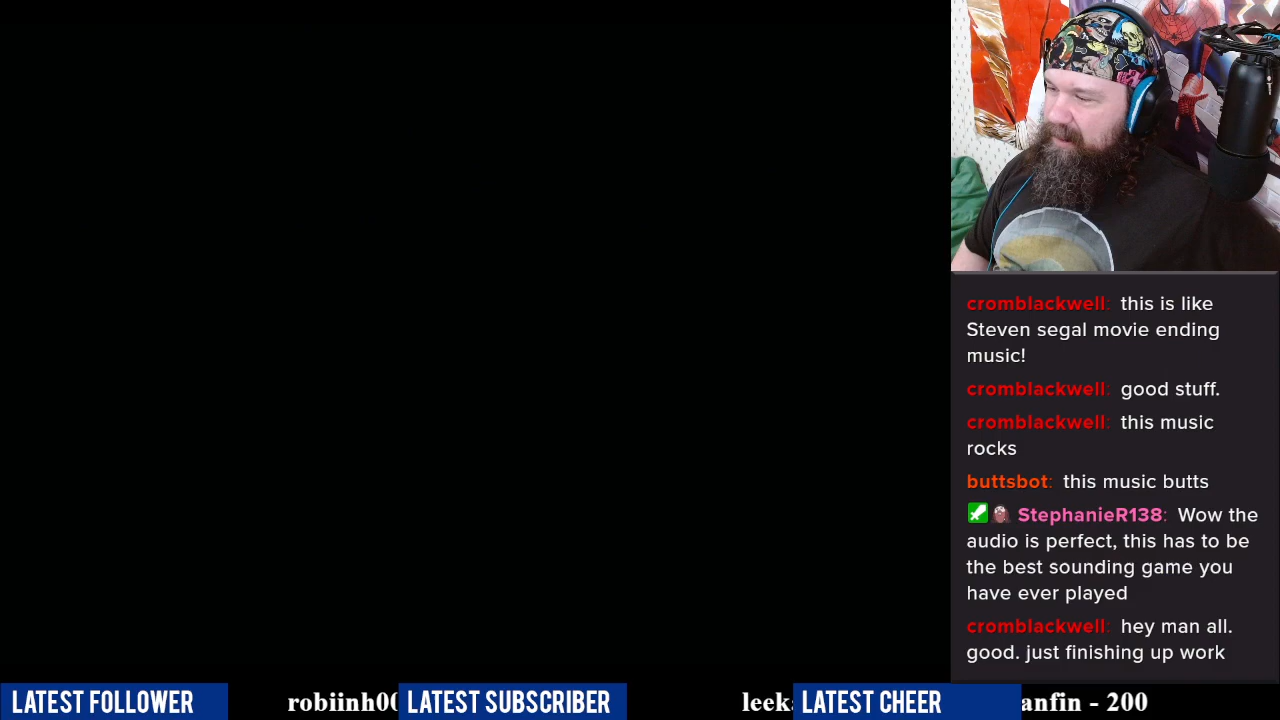 cromblackwell: this is like
Steven segal movie ending
music!
cromblackwell: good stuff.
cromblackwell: this music
rocks
buttsbot: this music butts
StephanieR138: Wow the
audio is perfect, this has to be
the best sounding game you
have ever played
cromblackwell: hey man all.
good. just finishing up work
LATEST FOLLOWER robiinh00 LATEST SUBSCRIBER leek LATEST CHEER anfin - 200